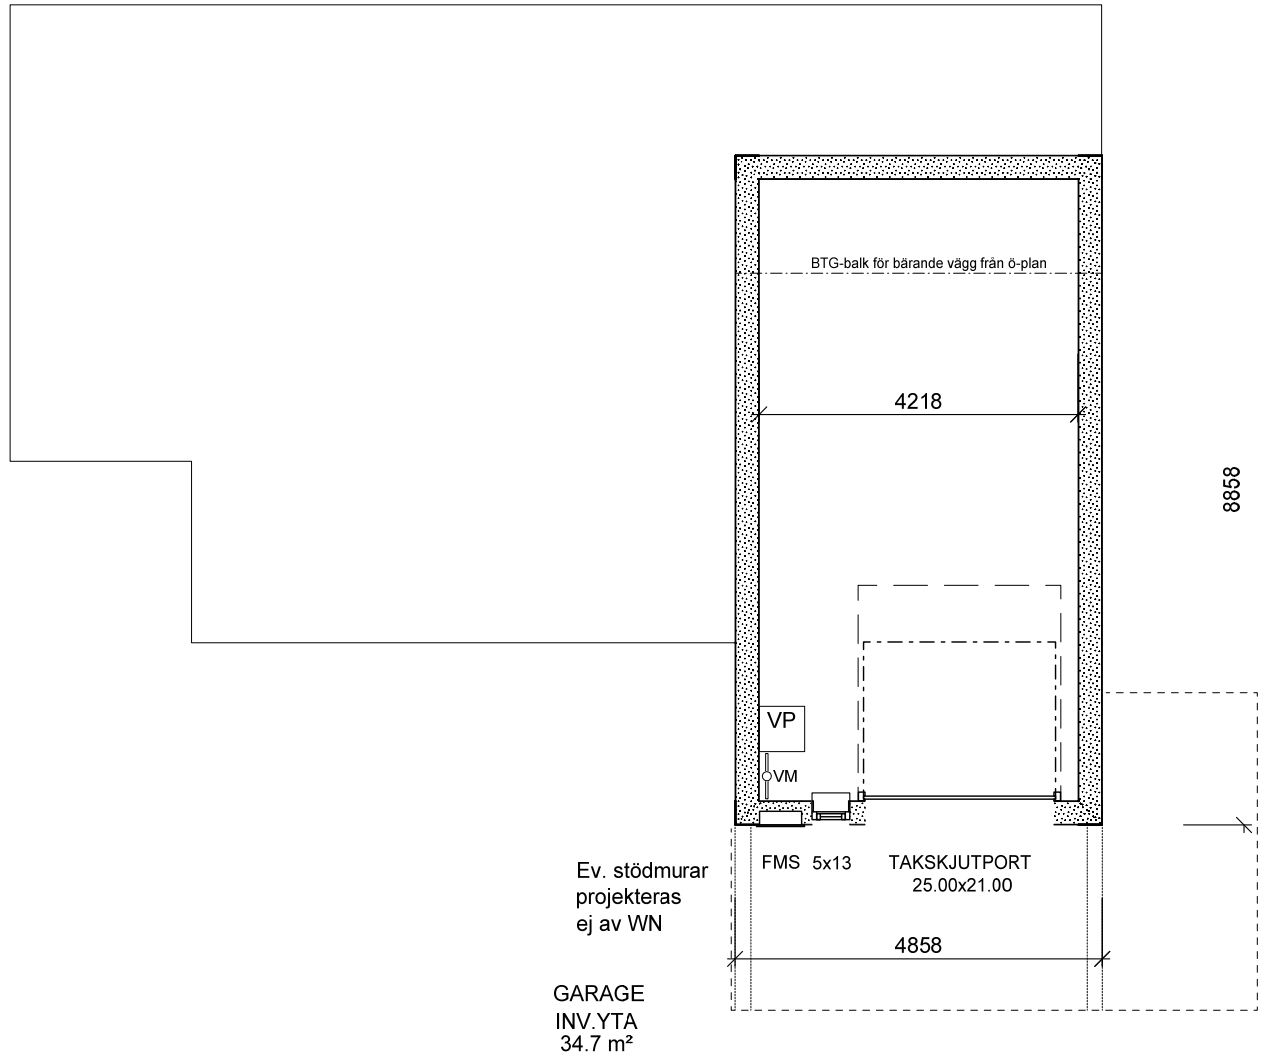 BTG-balk för bärande vägg från ö-plan
4218
8858
VP
VM
FMS 5x13
TAKSKJUTPORT
25.00x21.00
Ev. stödmurar
projekteras
ej av WN
4858
GARAGE
INV.YTA
34.7 m²